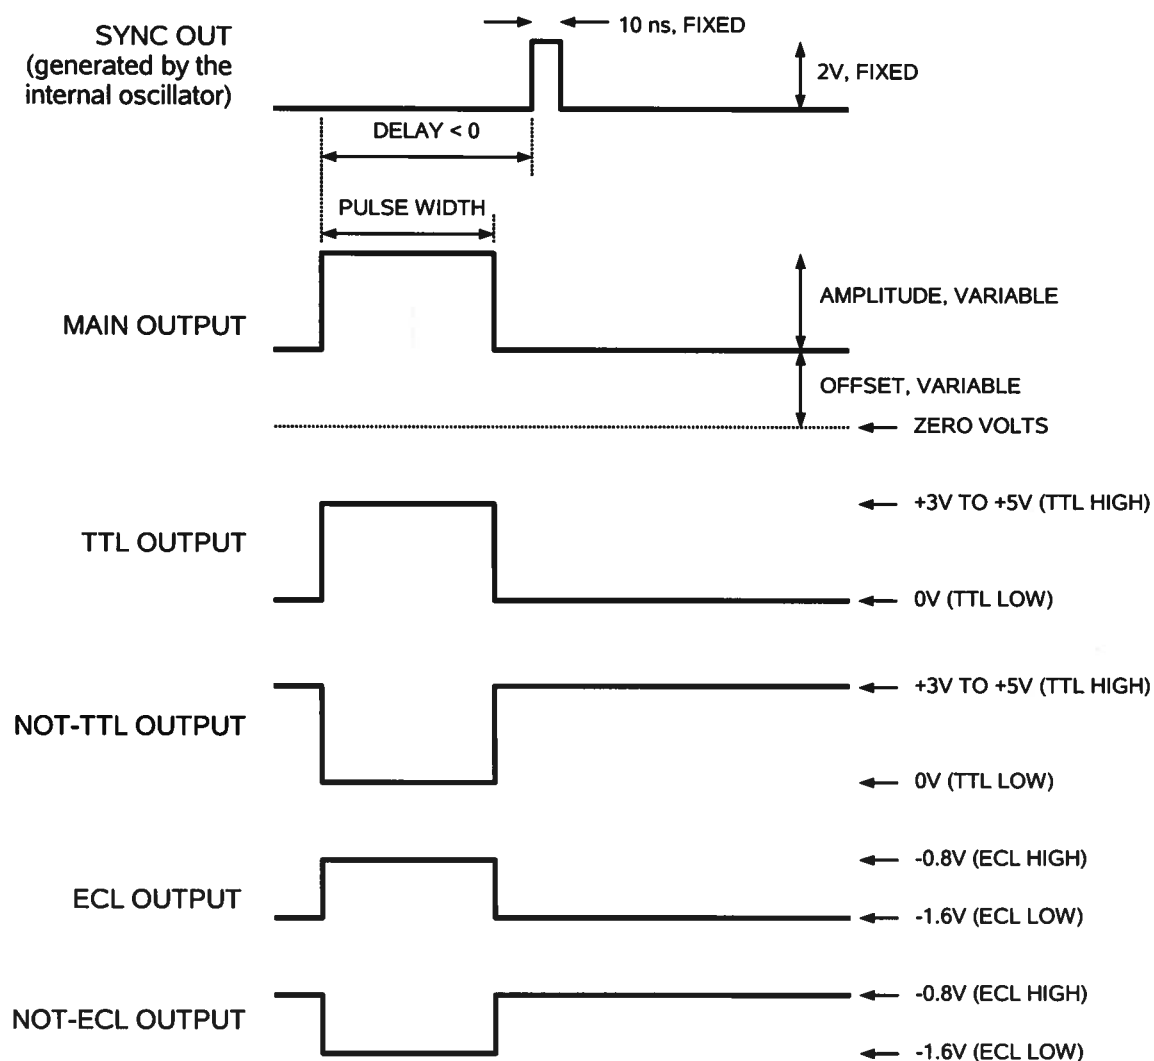 SYNC OUT
(generated by the
internal oscillator)
10 ns, FIXED
2V, FIXED
DELAY < 0
PULSE WIDTH
MAIN OUTPUT
AMPLITUDE, VARIABLE
OFFSET, VARIABLE
ZERO VOLTS
TTL OUTPUT
+3V TO +5V (TTL HIGH)
0V (TTL LOW)
NOT-TTL OUTPUT
+3V TO +5V (TTL HIGH)
0V (TTL LOW)
ECL OUTPUT
-0.8V (ECL HIGH)
-1.6V (ECL LOW)
NOT-ECL OUTPUT
-0.8V (ECL HIGH)
-1.6V (ECL LOW)